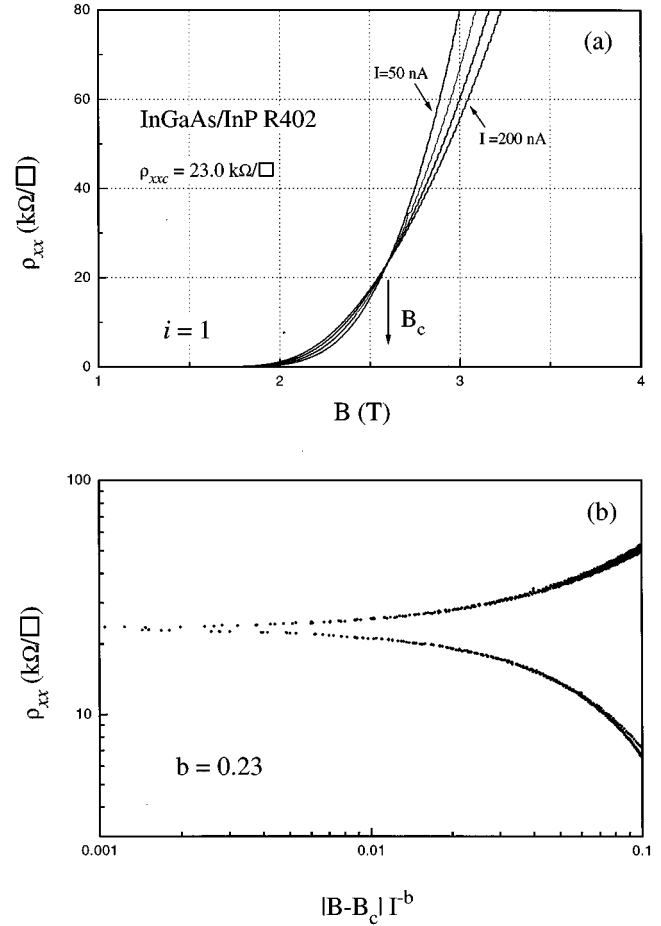 (a)
80
60
40
20
0
I=50 nA
I=200 nA
InGaAs/InP R402
ρxxc = 23.0 kΩ/□
ρxx (kΩ/□)
i = 1
Bc
1 2 3 4
B (T)
(b)
100
10
ρxx (kΩ/□)
b = 0.23
0.001 0.01 0.1
|B-Bc| I-b